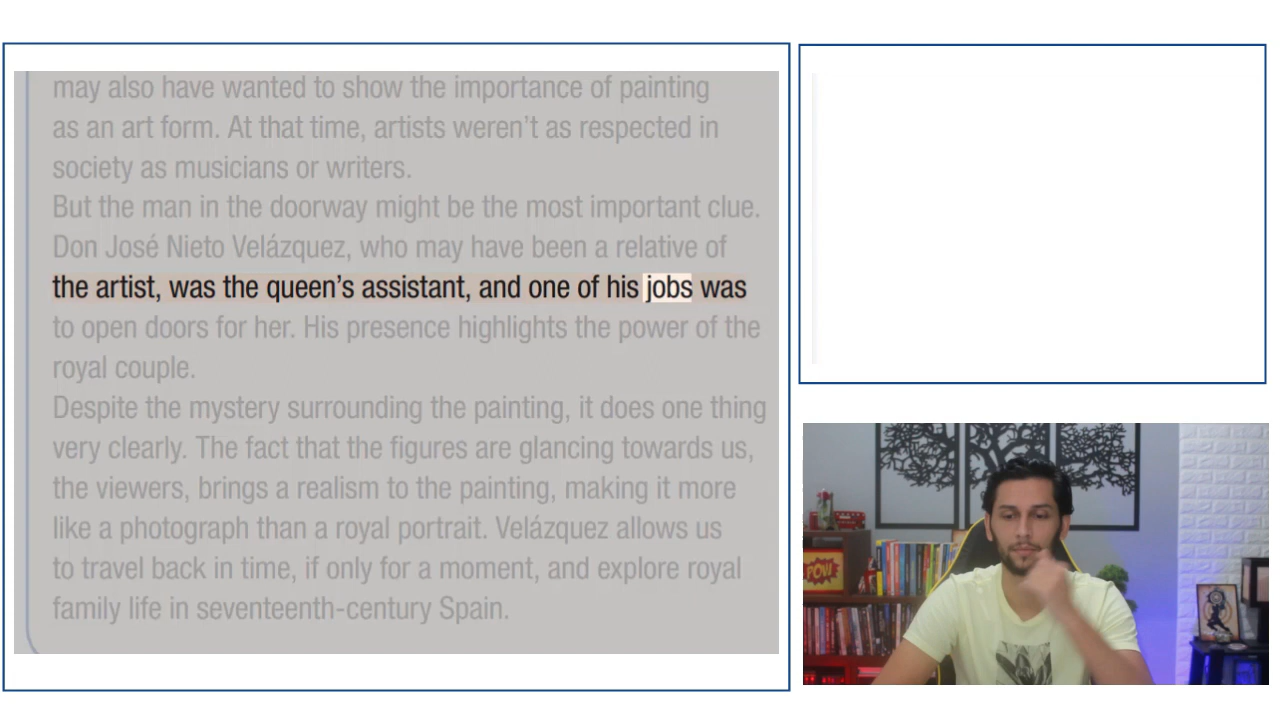 may also have wanted to show the importance of painting
as an art form. At that time, artists weren't as respected in
society as musicians or writers.
But the man in the doorway might be the most important clue.
Don José Nieto Velázquez, who may have been a relative of
the artist, was the queen's assistant, and one of his jobs was
to open doors for her. His presence highlights the power of the
royal couple.
Despite the mystery surrounding the painting, it does one thing
very clearly. The fact that the figures are glancing towards us,
the viewers, brings a realism to the painting, making it more
like a photograph than a royal portrait. Velázquez allows us
to travel back in time, if only for a moment, and explore royal
family life in seventeenth-century Spain.
POW